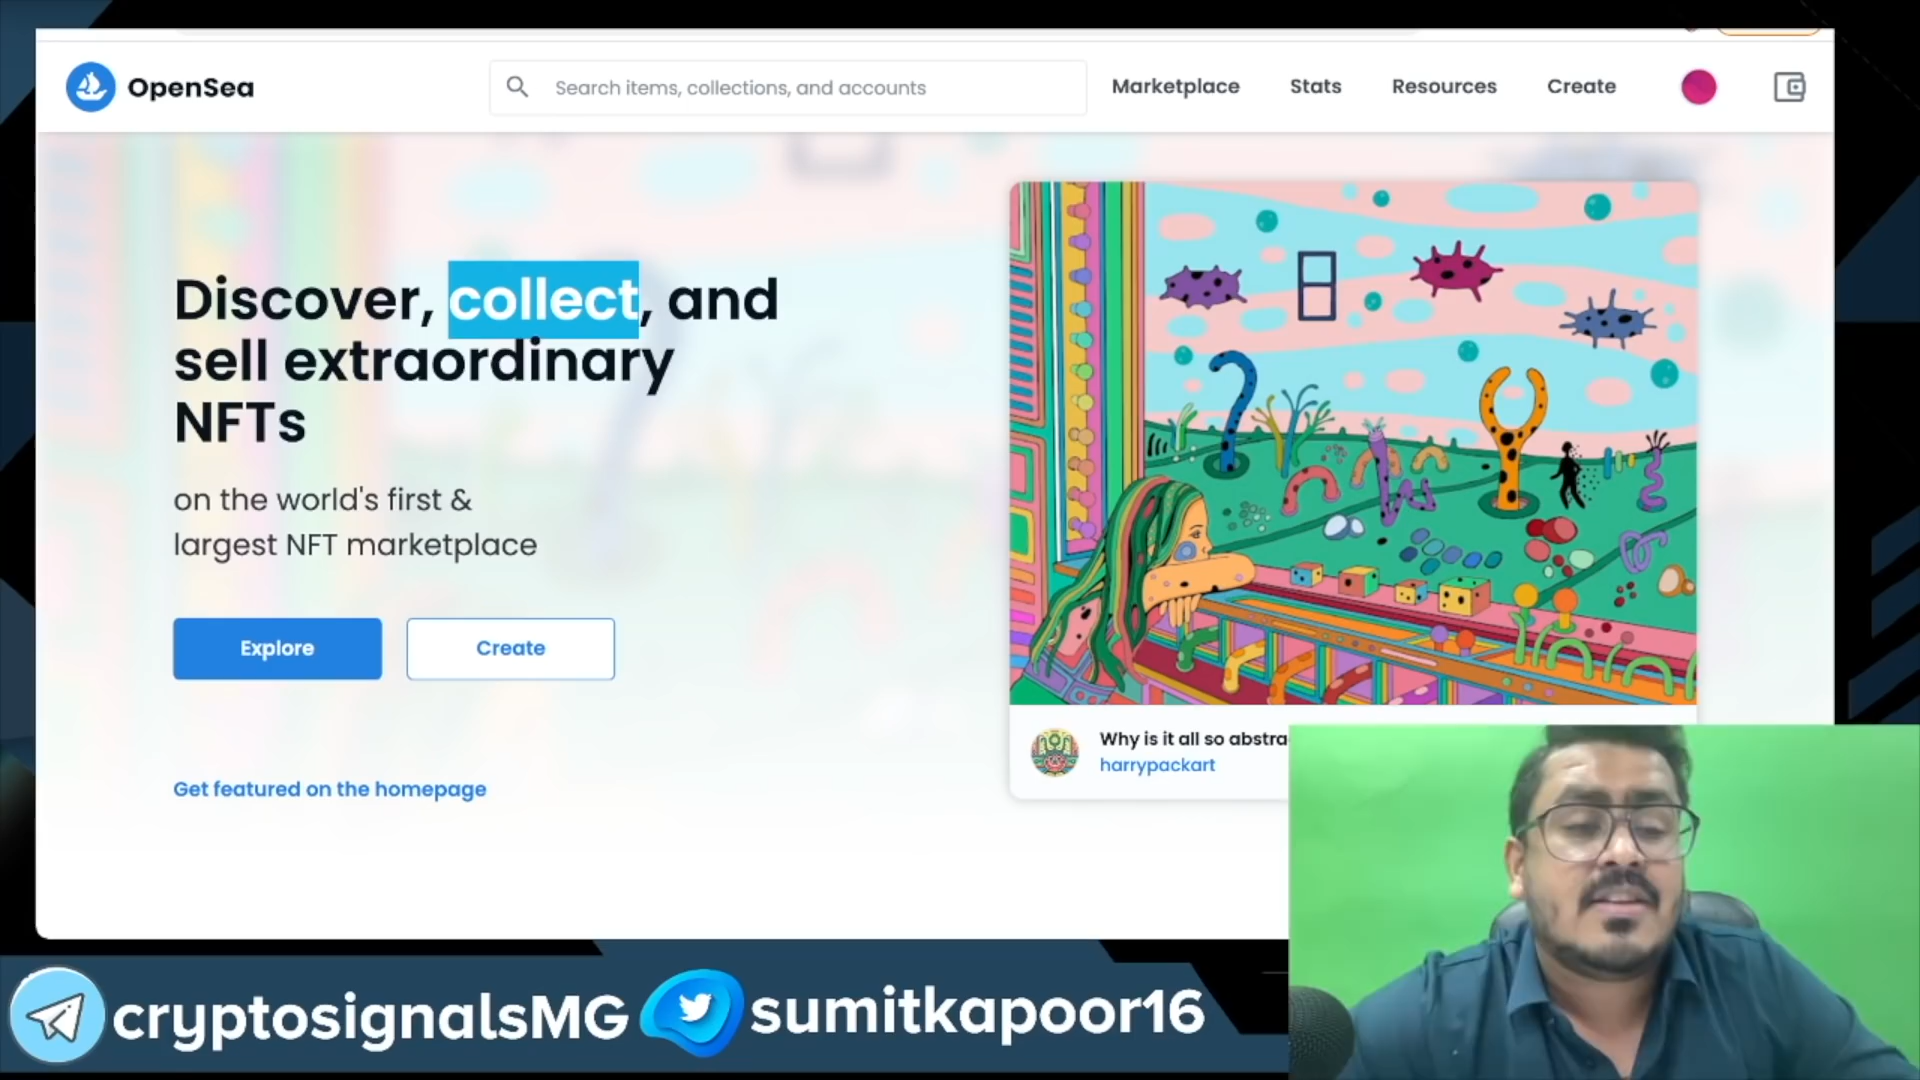 OpenSea
Search items, collections, and accounts
Marketplace
Stats
Resources
Create
Discover, collect, and
sell extraordinary
NFTs
on the world's first &
largest NFT marketplace
Explore
Create
Get featured on the homepage
Why is it all so abstra
harrypackart
cryptosignalsMG
sumitkapoor16